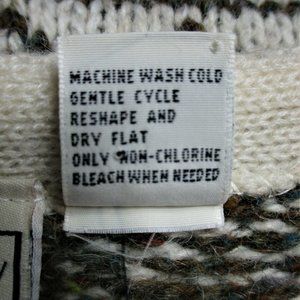 MACHINE WASH COLD
GENTLE CYCLE
RESHAPE AND
DRY FLAT
ONLY NON-CHLORINE
BLEACH WHEN NEEDED